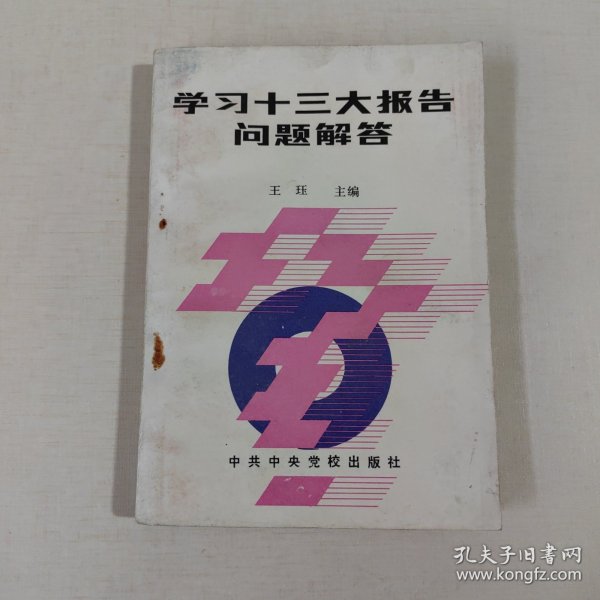 学习十三大报告
问题解答
王珏 主编
中共中央党校出版社
孔夫子旧书网
www.kongfz.com